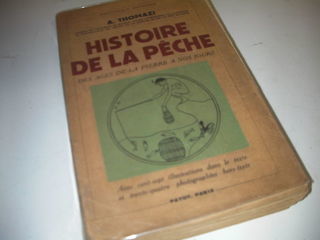 A. THOMAZI
HISTOIRE
DE LA PÊCHE
DES AGES DE LA PIERRE A NOS JOURS
Avec cent-sept illustrations dans le texte
et trente-quatre photographies hors-texte
PAYOT, PARIS